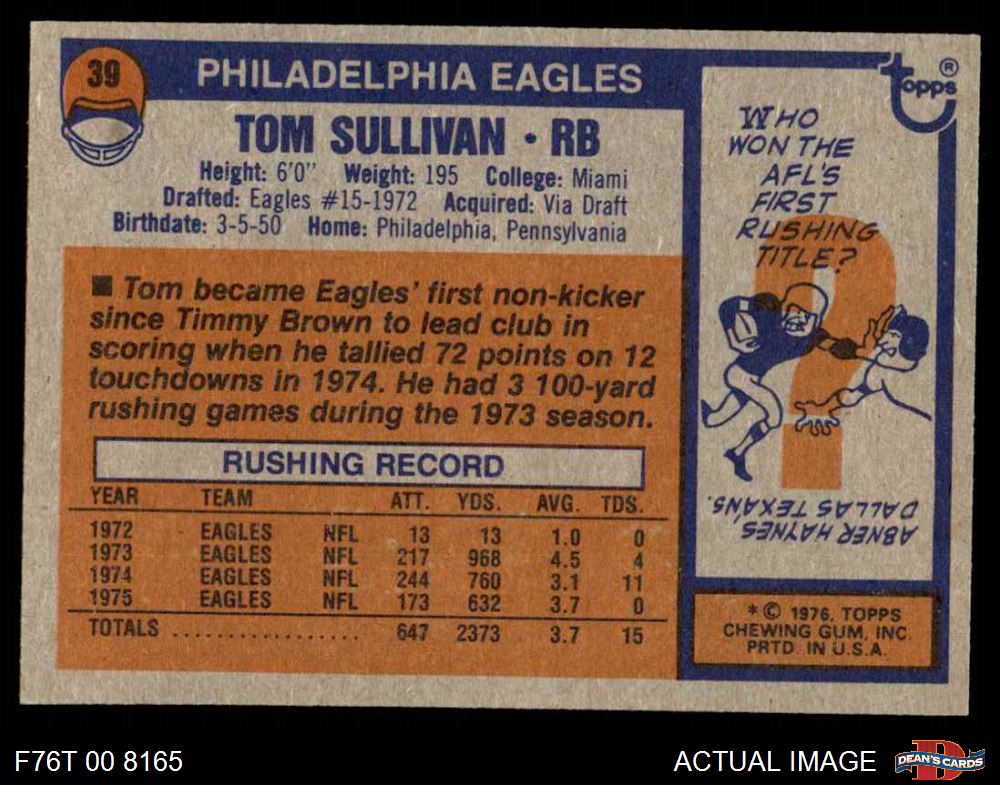 39
PHILADELPHIA EAGLES
TOM SULLIVAN • RB
Height: 6'0" Weight: 195 College: Miami
Drafted: Eagles #15-1972 Acquired: Via Draft
Birthdate: 3-5-50 Home: Philadelphia, Pennsylvania
■ Tom became Eagles' first non-kicker
since Timmy Brown to lead club in
scoring when he tallied 72 points on 12
touchdowns in 1974. He had 3 100-yard
rushing games during the 1973 season.
RUSHING RECORD
YEAR TEAM ATT. YDS. AVG. TDS.
1972 EAGLES NFL 13 13 1.0 0
1973 EAGLES NFL 217 968 4.5 4
1974 EAGLES NFL 244 760 3.1 11
1975 EAGLES NFL 173 632 3.7 0
TOTALS .................. 647 2373 3.7 15
Topps ®
WHO
WON THE
AFL'S
FIRST
RUSHING
TITLE?
?
ABNER HAYNES
DALLAS TEXANS.
* © 1976, TOPPS
CHEWING GUM, INC.
PRTD. IN U.S.A.
F76T 00 8165
ACTUAL IMAGE
D
DEAN'S CARDS